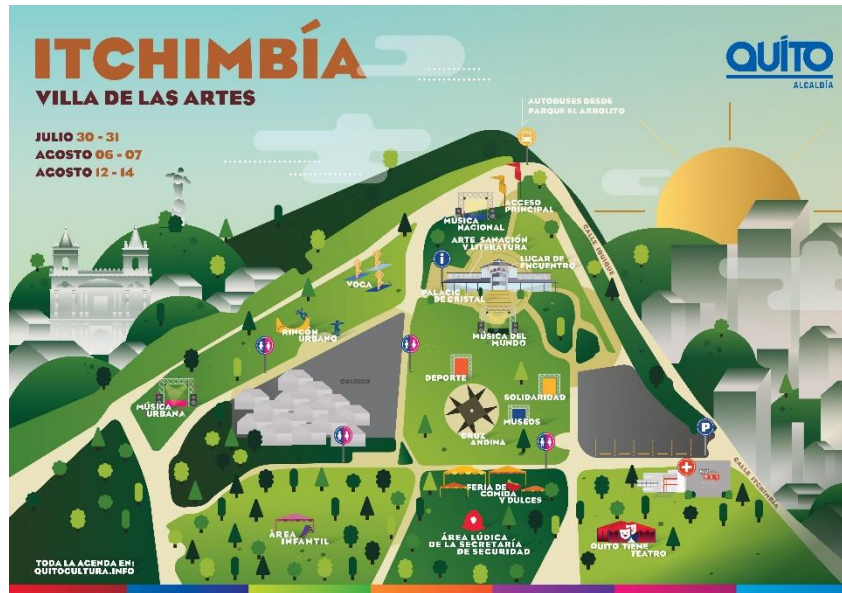 ITCHIMBÍA
VILLA DE LAS ARTES
JULIO 30 - 31
AGOSTO 06 - 07
AGOSTO 12 - 14
QUITO
ALCALDÍA
AUTOBUSES DESDE
PARQUE EL ARBOLITO
ACCESO
PRINCIPAL
MÚSICA
NACIONAL
CALLE IQUIQUE
ARTE SANACIÓN
Y LITERATURA
LUGAR DE
ENCUENTRO
i
PALACIO
DE CRISTAL
YOGA
RINCÓN
URBANO
MÚSICA DEL
MUNDO
DEPORTE
COLEGIO
SOLIDARIDAD
MÚSICA
URBANA
MUSEOS
CRUZ
ANDINA
P
CALLE ITCHIMBÍA
FERIA DE
COMIDA
Y DULCES
ÁREA
INFANTIL
ÁREA LÚDICA
DE LA SECRETARÍA
DE SEGURIDAD
QUITO TIENE
TEATRO
TODA LA AGENDA EN:
QUITOCULTURA.INFO